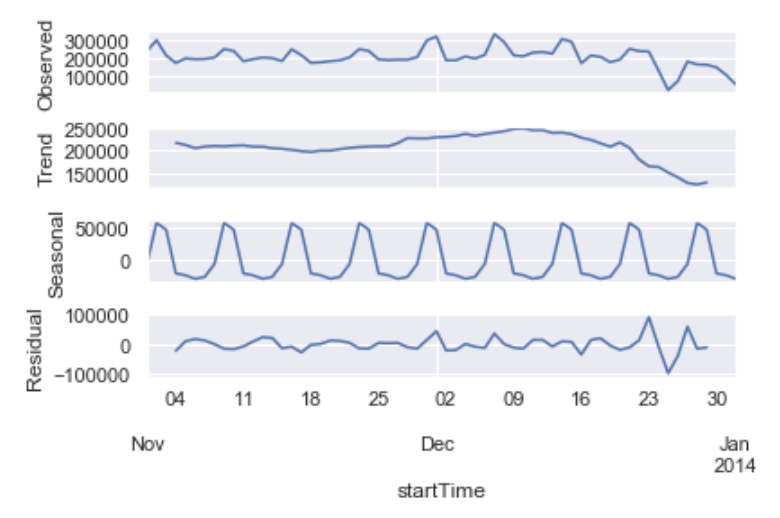 Observed
300000
200000
100000
Trend
250000
200000
150000
Seasonal
50000
0
Residual
100000
0
−100000
04 11 18 25 02 09 16 23 30
Nov Dec Jan
2014
startTime